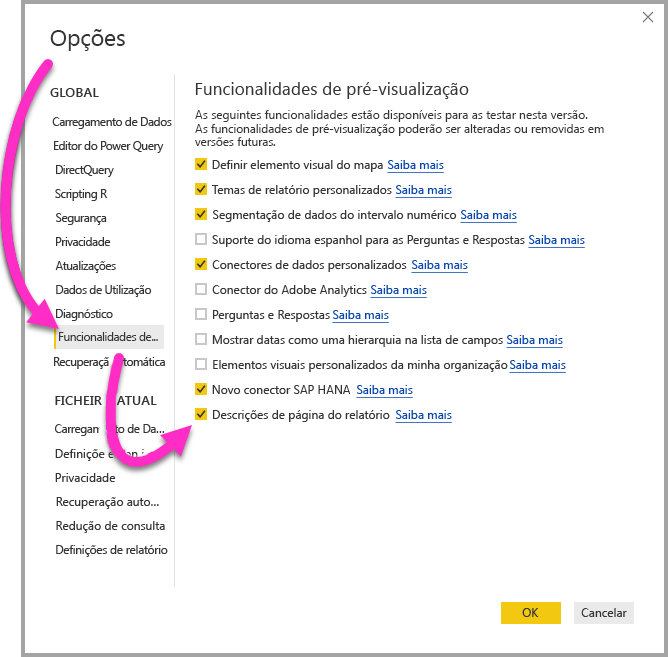 Opções
GLOBAL
Carregamento de Dados
Editor do Power Query
DirectQuery
Scripting R
Segurança
Privacidade
Atualizações
Dados de Utilização
Diagnóstico
Funcionalidades de...
Recuperaçã tomática
FICHEIR ATUAL
Carregam to de Da...
Definiçõe
Privacidade
Recuperação auto...
Redução de consulta
Definições de relatório
Funcionalidades de pré-visualização
As seguintes funcionalidades estão disponíveis para as testar nesta versão.
As funcionalidades de pré-visualização poderão ser alteradas ou removidas em
versões futuras.
Definir elemento visual do mapa Saiba mais
Temas de relatório personalizados Saiba mais
Segmentação de dados do intervalo numérico Saiba mais
Suporte do idioma espanhol para as Perguntas e Respostas Saiba mais
Conectores de dados personalizados Saiba mais
Conector do Adobe Analytics Saiba mais
Perguntas e Respostas Saiba mais
Mostrar datas como uma hierarquia na lista de campos Saiba mais
Elementos visuais personalizados da minha organização Saiba mais
Novo conector SAP HANA Saiba mais
Descrições de página do relatório Saiba mais
OK
Cancelar